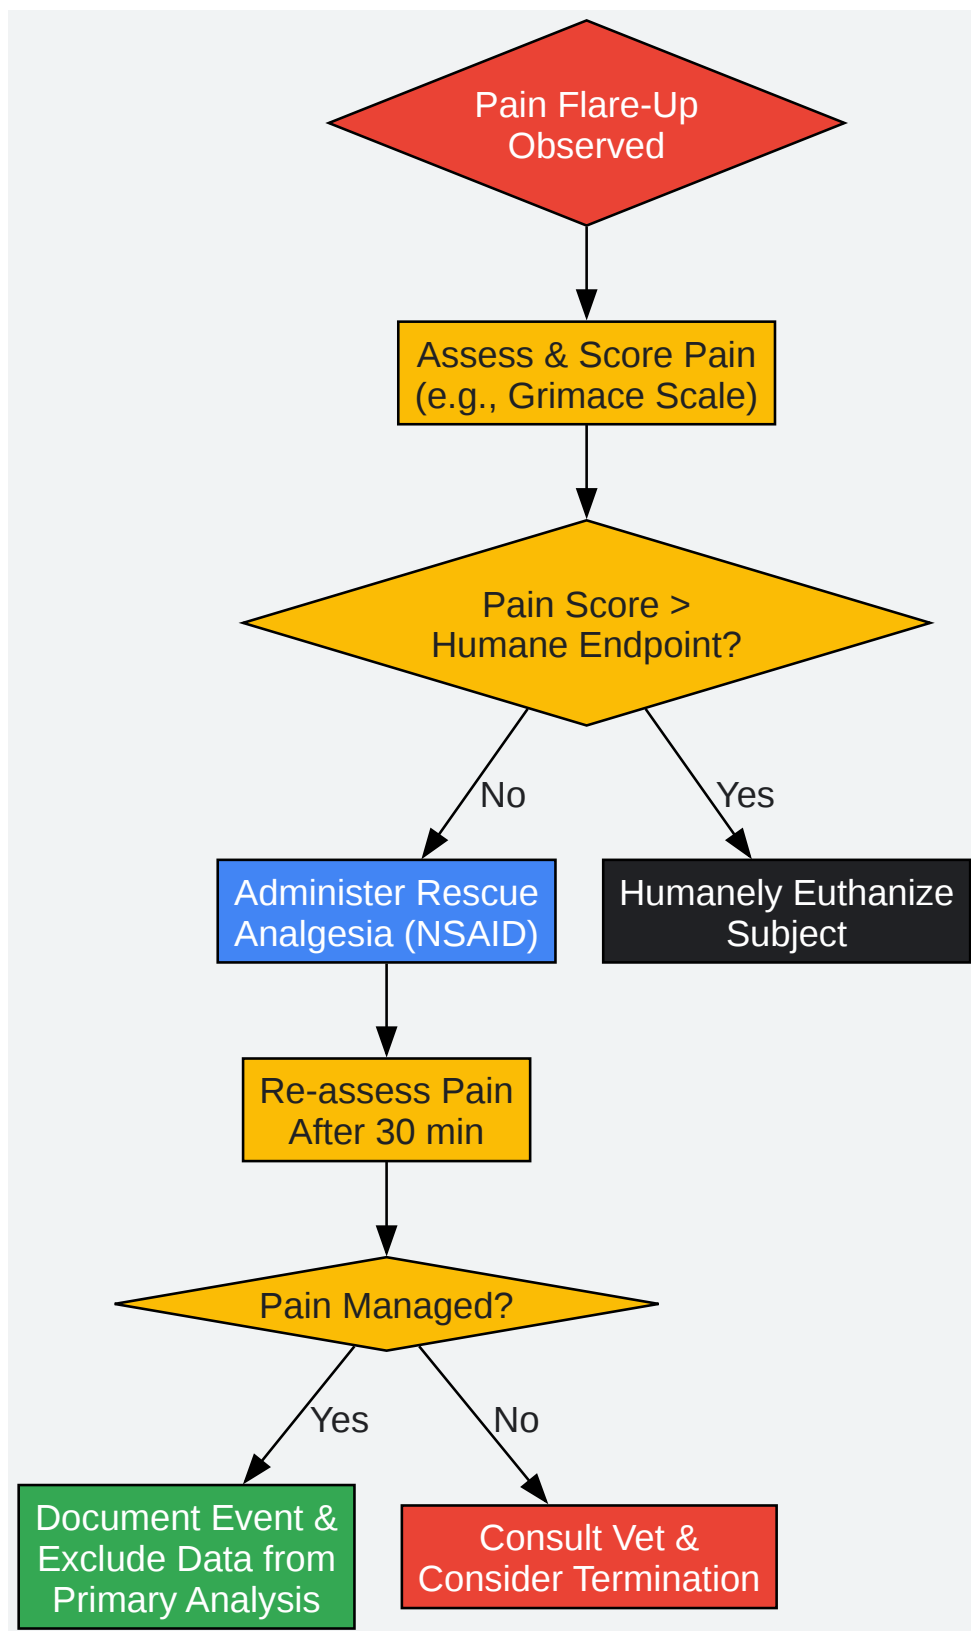 Pain Flare-Up
Observed
Assess & Score Pain
(e.g., Grimace Scale)
Pain Score >
Humane Endpoint?
No
Yes
Administer Rescue
Analgesia (NSAID)
Humanely Euthanize
Subject
Re-assess Pain
After 30 min
Pain Managed?
Yes
No
Document Event &
Exclude Data from
Primary Analysis
Consult Vet &
Consider Termination